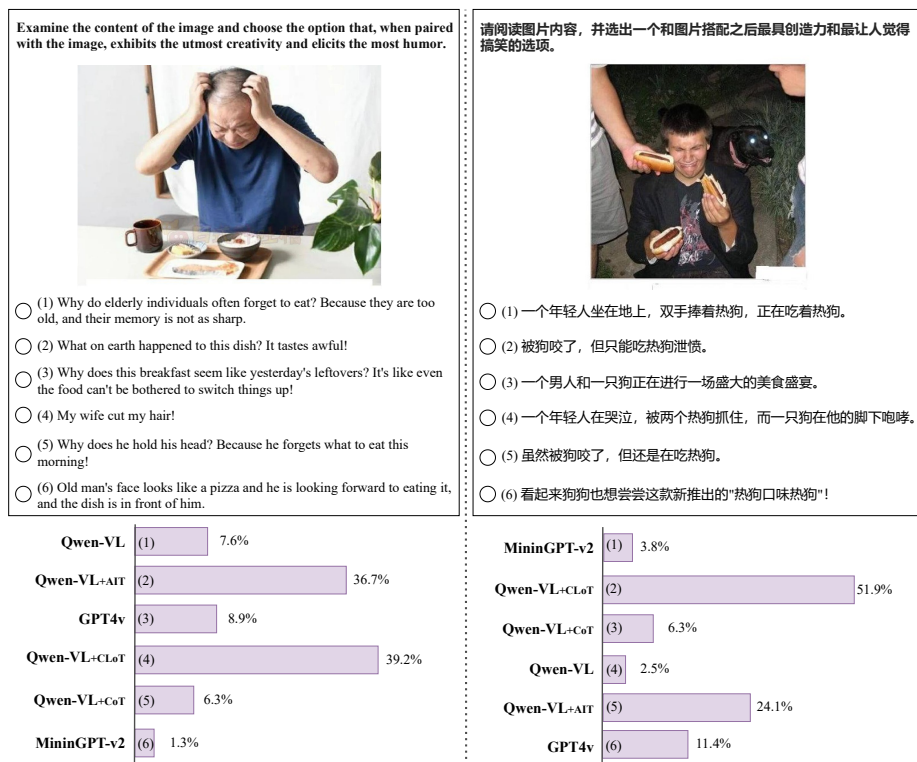 Examine the content of the image and choose the option that, when paired
with the image, exhibits the utmost creativity and elicits the most humor.
(1) Why do elderly individuals often forget to eat? Because they are too
old, and their memory is not as sharp.
(2) What on earth happened to this dish? It tastes awful!
(3) Why does this breakfast seem like yesterday's leftovers? It's like even
the food can't be bothered to switch things up!
(4) My wife cut my hair!
(5) Why does he hold his head? Because he forgets what to eat this
morning!
(6) Old man's face looks like a pizza and he is looking forward to eating it,
and the dish is in front of him.
Qwen-VL (1) 7.6%
Qwen-VL+AIT (2) 36.7%
GPT4v (3) 8.9%
Qwen-VL+CLoT (4) 39.2%
Qwen-VL+CoT (5) 6.3%
MininGPT-v2 (6) 1.3%
请阅读图片内容，并选出一个和图片搭配之后最具创造力和最让人觉得
搞笑的选项。
(1) 一个年轻人坐在地上，双手捧着热狗，正在吃着热狗。
(2) 被狗咬了，但只能吃热狗泄愤。
(3) 一个男人和一只狗正在进行一场盛大的美食盛宴。
(4) 一个年轻人在哭泣，被两个热狗抓住，而一只狗在他的脚下咆哮。
(5) 虽然被狗咬了，但还是在吃热狗。
(6) 看起来狗狗也想尝尝这款新推出的"热狗口味热狗"！
MininGPT-v2 (1) 3.8%
Qwen-VL+CLoT (2) 51.9%
Qwen-VL+CoT (3) 6.3%
Qwen-VL (4) 2.5%
Qwen-VL+AIT (5) 24.1%
GPT4v (6) 11.4%